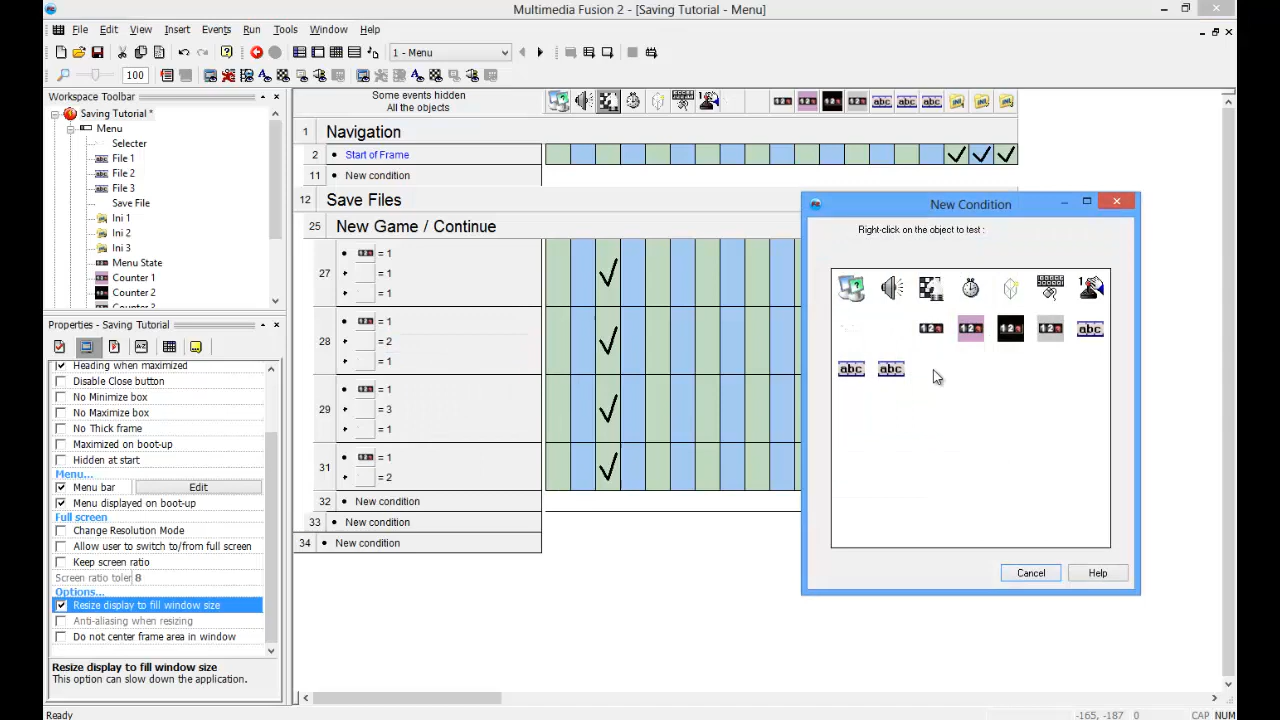 Multimedia Fusion 2 - [Saving Tutorial - Menu]
File Edit View Insert Events Run Tools Window Help
1 - Menu
100
Workspace Toolbar
Saving Tutorial *
Menu
Selecter
File 1
File 2
File 3
Save File
Ini 1
Ini 2
Ini 3
Menu State
Counter 1
Counter 2
Properties - Saving Tutorial
Heading when maximized
Disable Close button
No Minimize box
No Maximize box
No Thick frame
Maximized on boot-up
Hidden at start
Menu...
Menu bar Edit
Menu displayed on boot-up
Full screen
Change Resolution Mode
Allow user to switch to/from full screen
Keep screen ratio
Screen ratio toler 8
Options...
Resize display to fill window size
Anti-aliasing when resizing
Do not center frame area in window
Resize display to fill window size
This option can slow down the application.
Some events hidden
All the objects
1 Navigation
2 • Start of Frame
11 • New condition
12 Save Files
25 New Game / Continue
27
= 1
= 1
= 1
28
= 1
= 2
= 1
29
= 1
= 3
= 1
31
= 1
= 2
32 • New condition
33 • New condition
34 • New condition
New Condition
Right-click on the object to test :
abc
abc abc
Cancel Help
Ready
-165, -187 0 CAP NUM